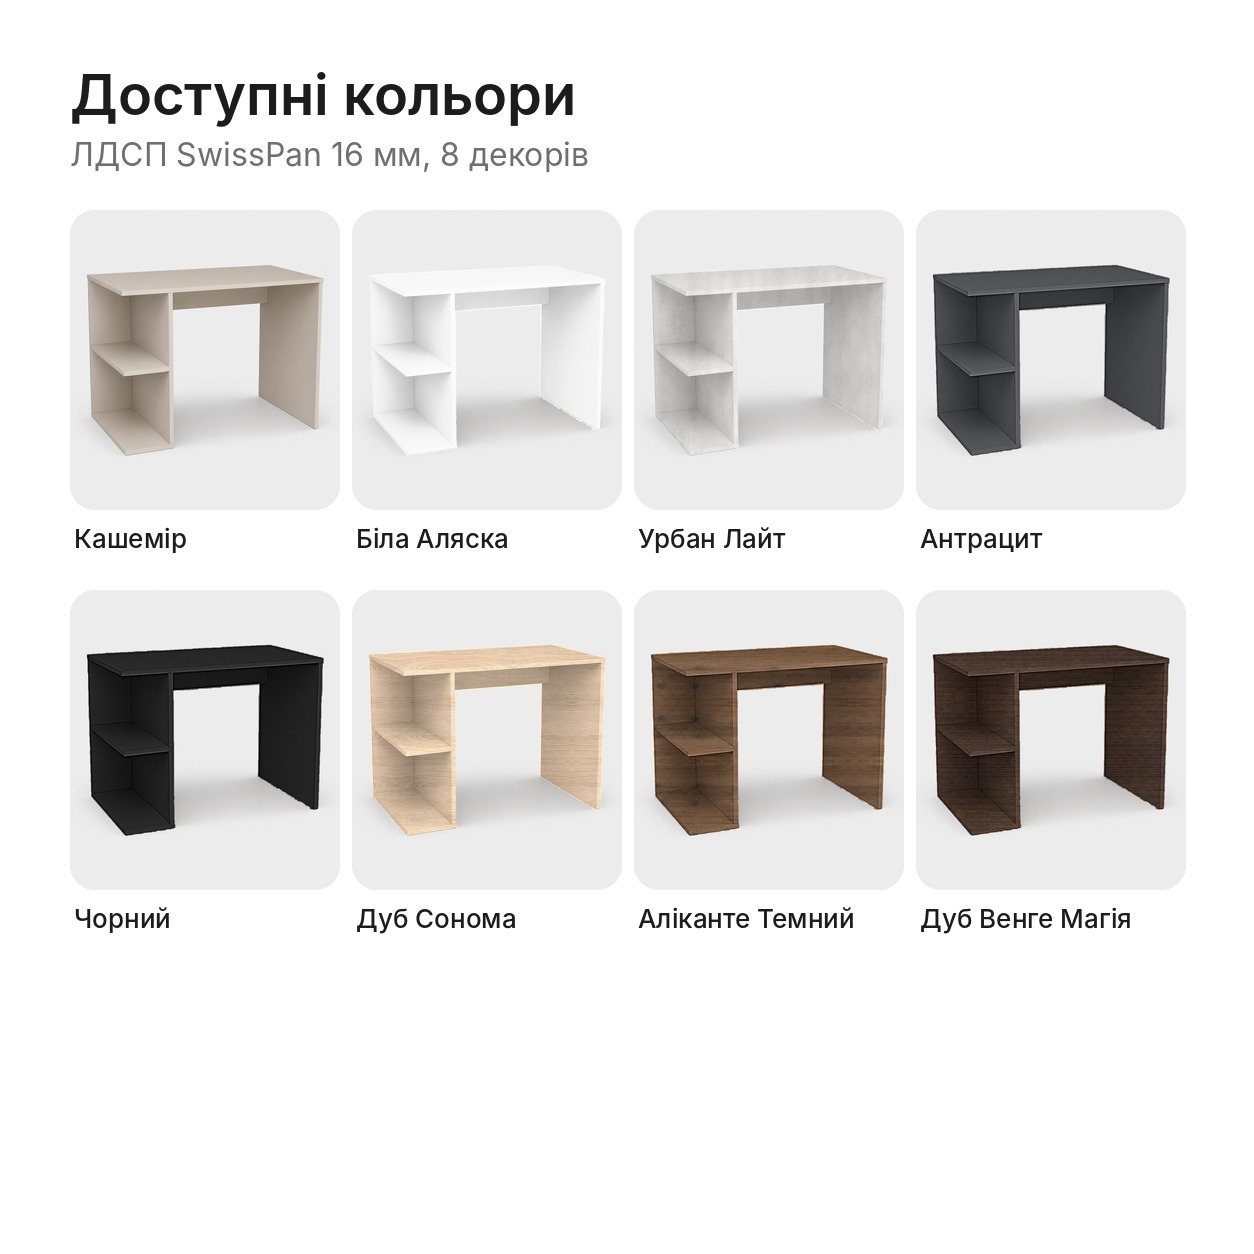 Доступні кольори
ЛДСП SwissPan 16 мм, 8 декорів
Кашемір
Біла Аляска
Урбан Лайт
Антрацит
Чорний
Дуб Сонома
Аліканте Темний
Дуб Венге Магія